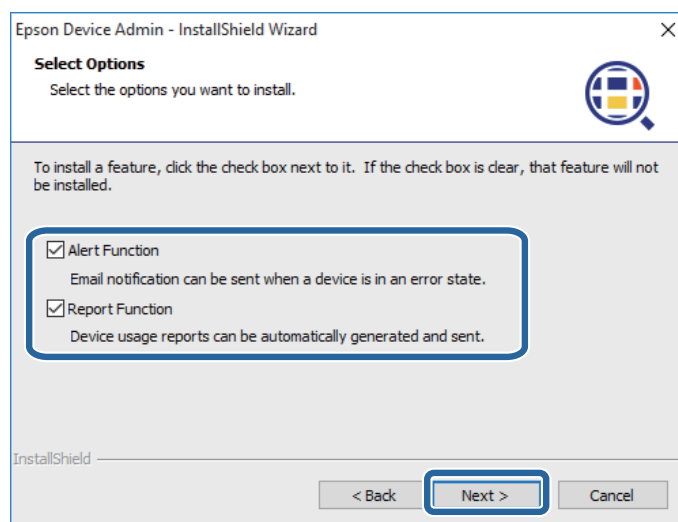 Epson Device Admin - InstallShield Wizard
Select Options
Select the options you want to install.
To install a feature, click the check box next to it.  If the check box is clear, that feature will not
be installed.
Alert Function
Email notification can be sent when a device is in an error state.
Report Function
Device usage reports can be automatically generated and sent.
InstallShield
< Back
Next >
Cancel